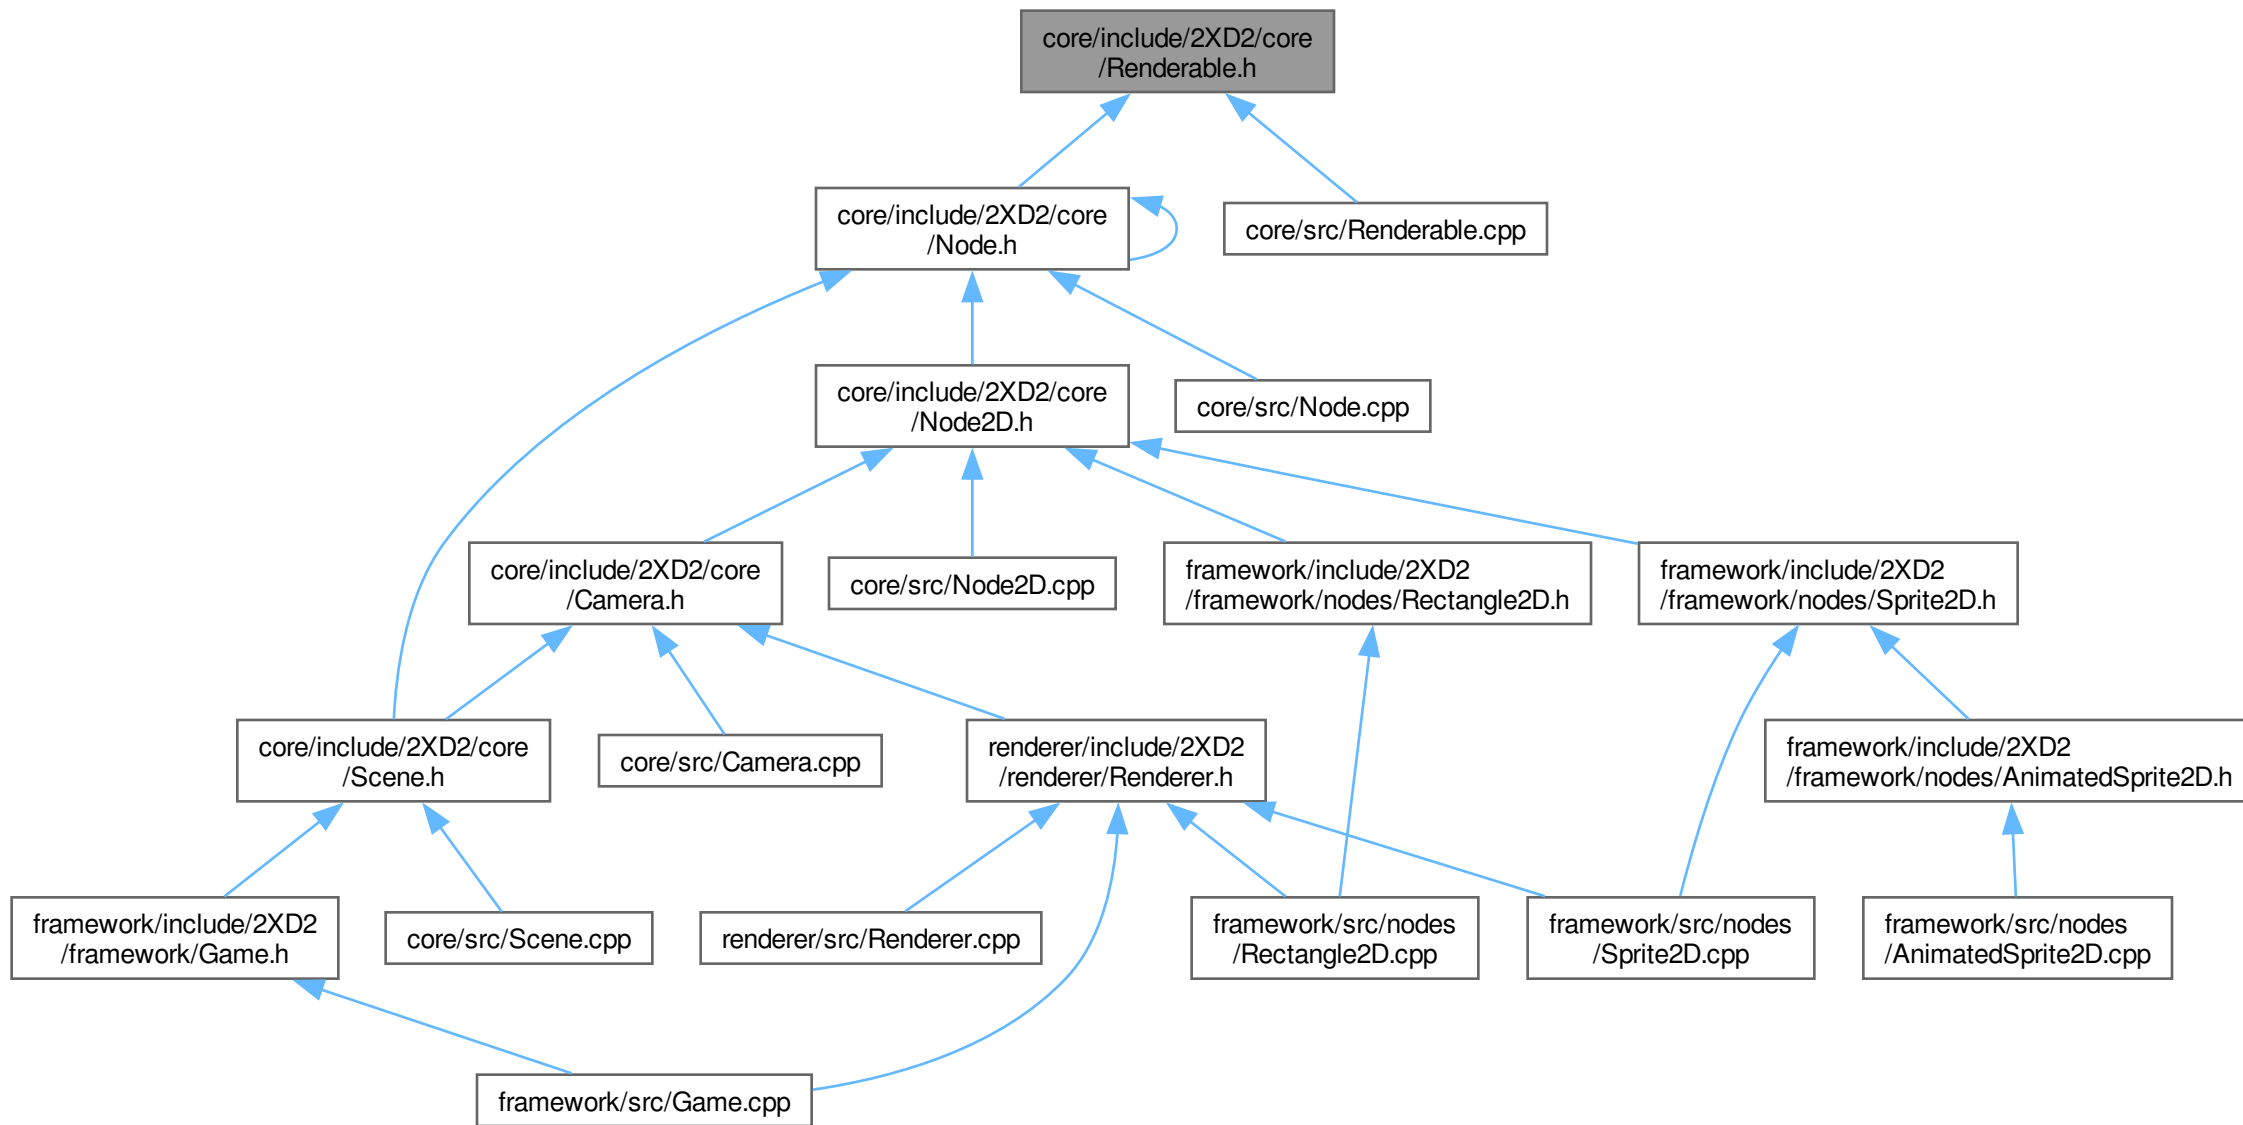 core/include/2XD2/core
/Renderable.h
core/include/2XD2/core
/Node.h
core/src/Renderable.cpp
core/include/2XD2/core
/Node2D.h
core/src/Node.cpp
core/include/2XD2/core
/Camera.h
core/src/Node2D.cpp
framework/include/2XD2
/framework/nodes/Rectangle2D.h
framework/include/2XD2
/framework/nodes/Sprite2D.h
core/include/2XD2/core
/Scene.h
core/src/Camera.cpp
renderer/include/2XD2
/renderer/Renderer.h
framework/include/2XD2
/framework/nodes/AnimatedSprite2D.h
framework/include/2XD2
/framework/Game.h
core/src/Scene.cpp
renderer/src/Renderer.cpp
framework/src/nodes
/Rectangle2D.cpp
framework/src/nodes
/Sprite2D.cpp
framework/src/nodes
/AnimatedSprite2D.cpp
framework/src/Game.cpp